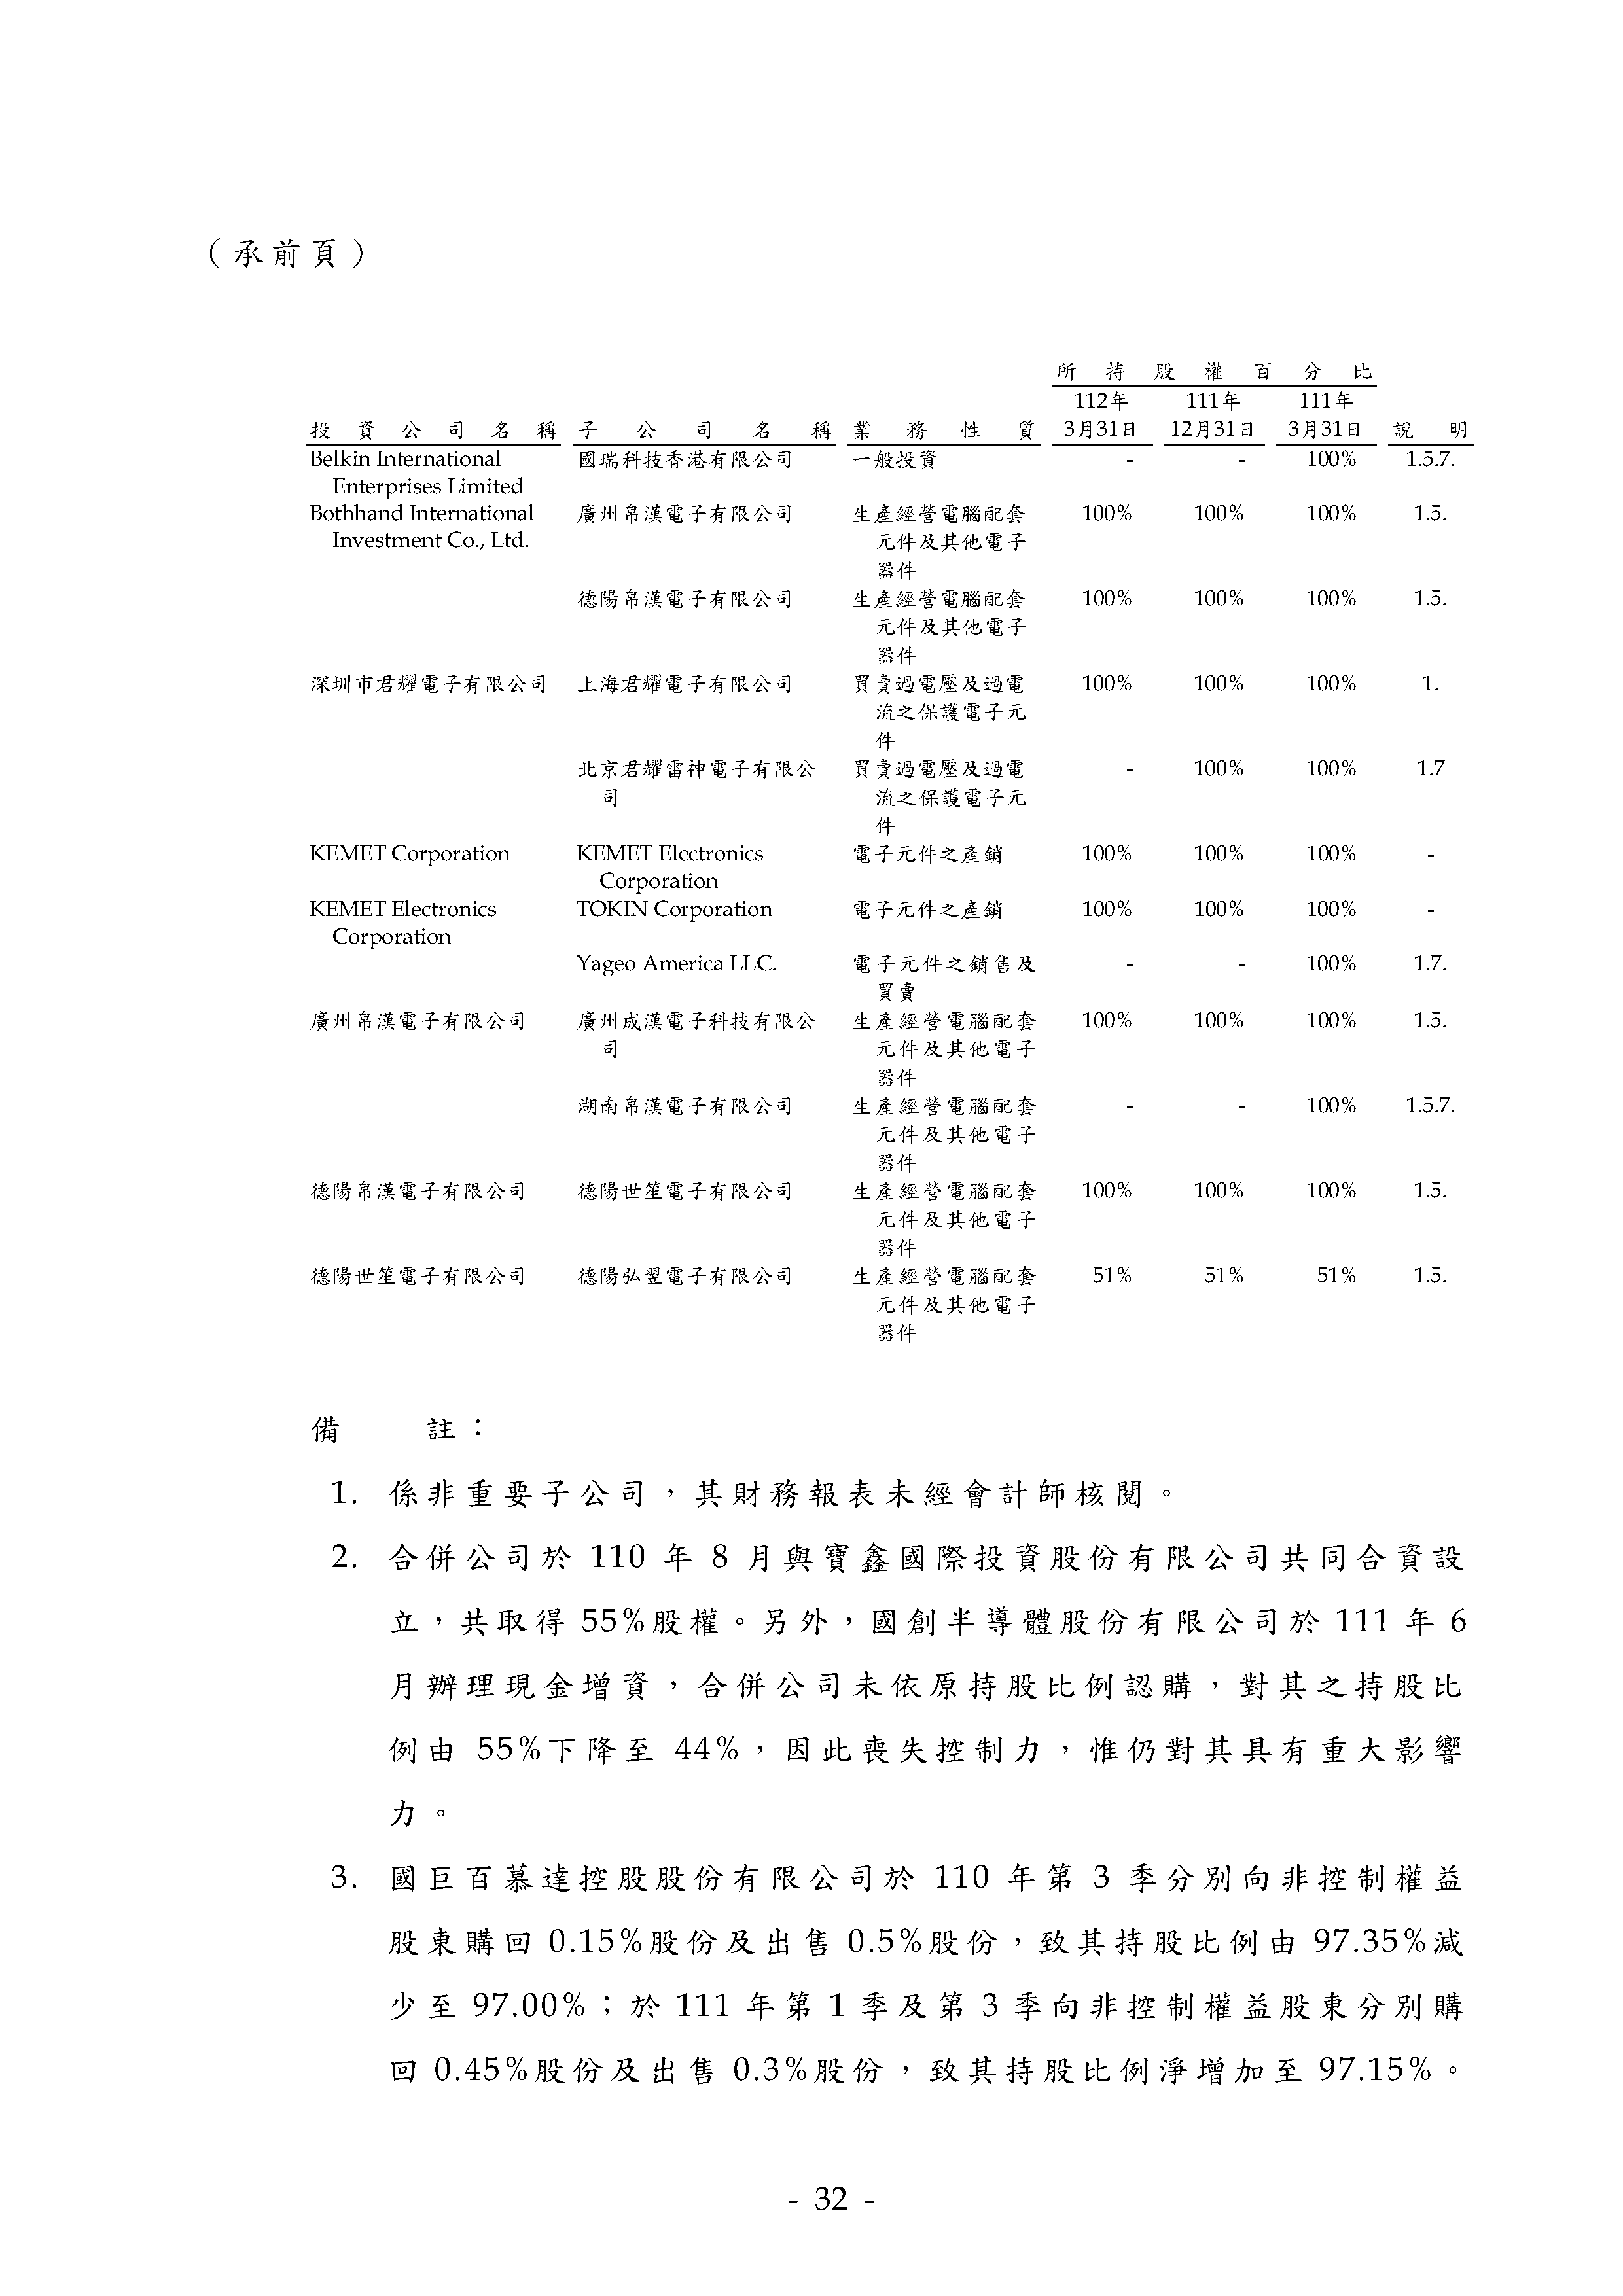 （承前頁）
所持股權百分比
112年 111年 111年
投資公司名稱 子公司名稱 業務性質 3月31日 12月31日 3月31日 說明
Belkin International 國瑞科技香港有限公司 一般投資 - - 100% 1.5.7.
Enterprises Limited
Bothhand International 廣州帛漢電子有限公司 生產經營電腦配套 100% 100% 100% 1.5.
Investment Co., Ltd. 元件及其他電子
器件
德陽帛漢電子有限公司 生產經營電腦配套 100% 100% 100% 1.5.
元件及其他電子
器件
深圳市君耀電子有限公司 上海君耀電子有限公司 買賣過電壓及過電 100% 100% 100% 1.
流之保護電子元
件
北京君耀雷神電子有限公 買賣過電壓及過電 - 100% 100% 1.7
司 流之保護電子元
件
KEMET Corporation KEMET Electronics 電子元件之產銷 100% 100% 100% -
Corporation
KEMET Electronics TOKIN Corporation 電子元件之產銷 100% 100% 100% -
Corporation
Yageo America LLC. 電子元件之銷售及 - - 100% 1.7.
買賣
廣州帛漢電子有限公司 廣州成漢電子科技有限公 生產經營電腦配套 100% 100% 100% 1.5.
司 元件及其他電子
器件
湖南帛漢電子有限公司 生產經營電腦配套 - - 100% 1.5.7.
元件及其他電子
器件
德陽帛漢電子有限公司 德陽世笙電子有限公司 生產經營電腦配套 100% 100% 100% 1.5.
元件及其他電子
器件
德陽世笙電子有限公司 德陽弘翌電子有限公司 生產經營電腦配套 51% 51% 51% 1.5.
元件及其他電子
器件
備註：
1. 係非重要子公司，其財務報表未經會計師核閱。
2. 合併公司於 110 年 8 月與寶鑫國際投資股份有限公司共同合資設
立，共取得 55%股權。另外，國創半導體股份有限公司於 111 年 6
月辦理現金增資，合併公司未依原持股比例認購，對其之持股比
例由 55%下降至 44%，因此喪失控制力，惟仍對其具有重大影響
力。
3. 國巨百慕達控股股份有限公司於 110 年第 3 季分別向非控制權益
股東購回 0.15%股份及出售 0.5%股份，致其持股比例由 97.35%減
少至 97.00%；於 111 年第 1 季及第 3 季向非控制權益股東分別購
回 0.45%股份及出售 0.3%股份，致其持股比例淨增加至 97.15%。
- 32 -